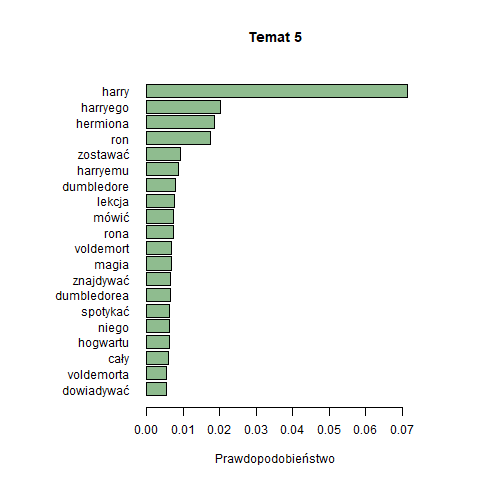 Temat 5
harry
harryego
hermiona
ron
zostawać
harryemu
dumbledore
lekcja
mówić
rona
voldemort
magia
znajdywać
dumbledorea
spotykać
niego
hogwartu
cały
voldemorta
dowiadywać
0.00 0.01 0.02 0.03 0.04 0.05 0.06 0.07
Prawdopodobieństwo